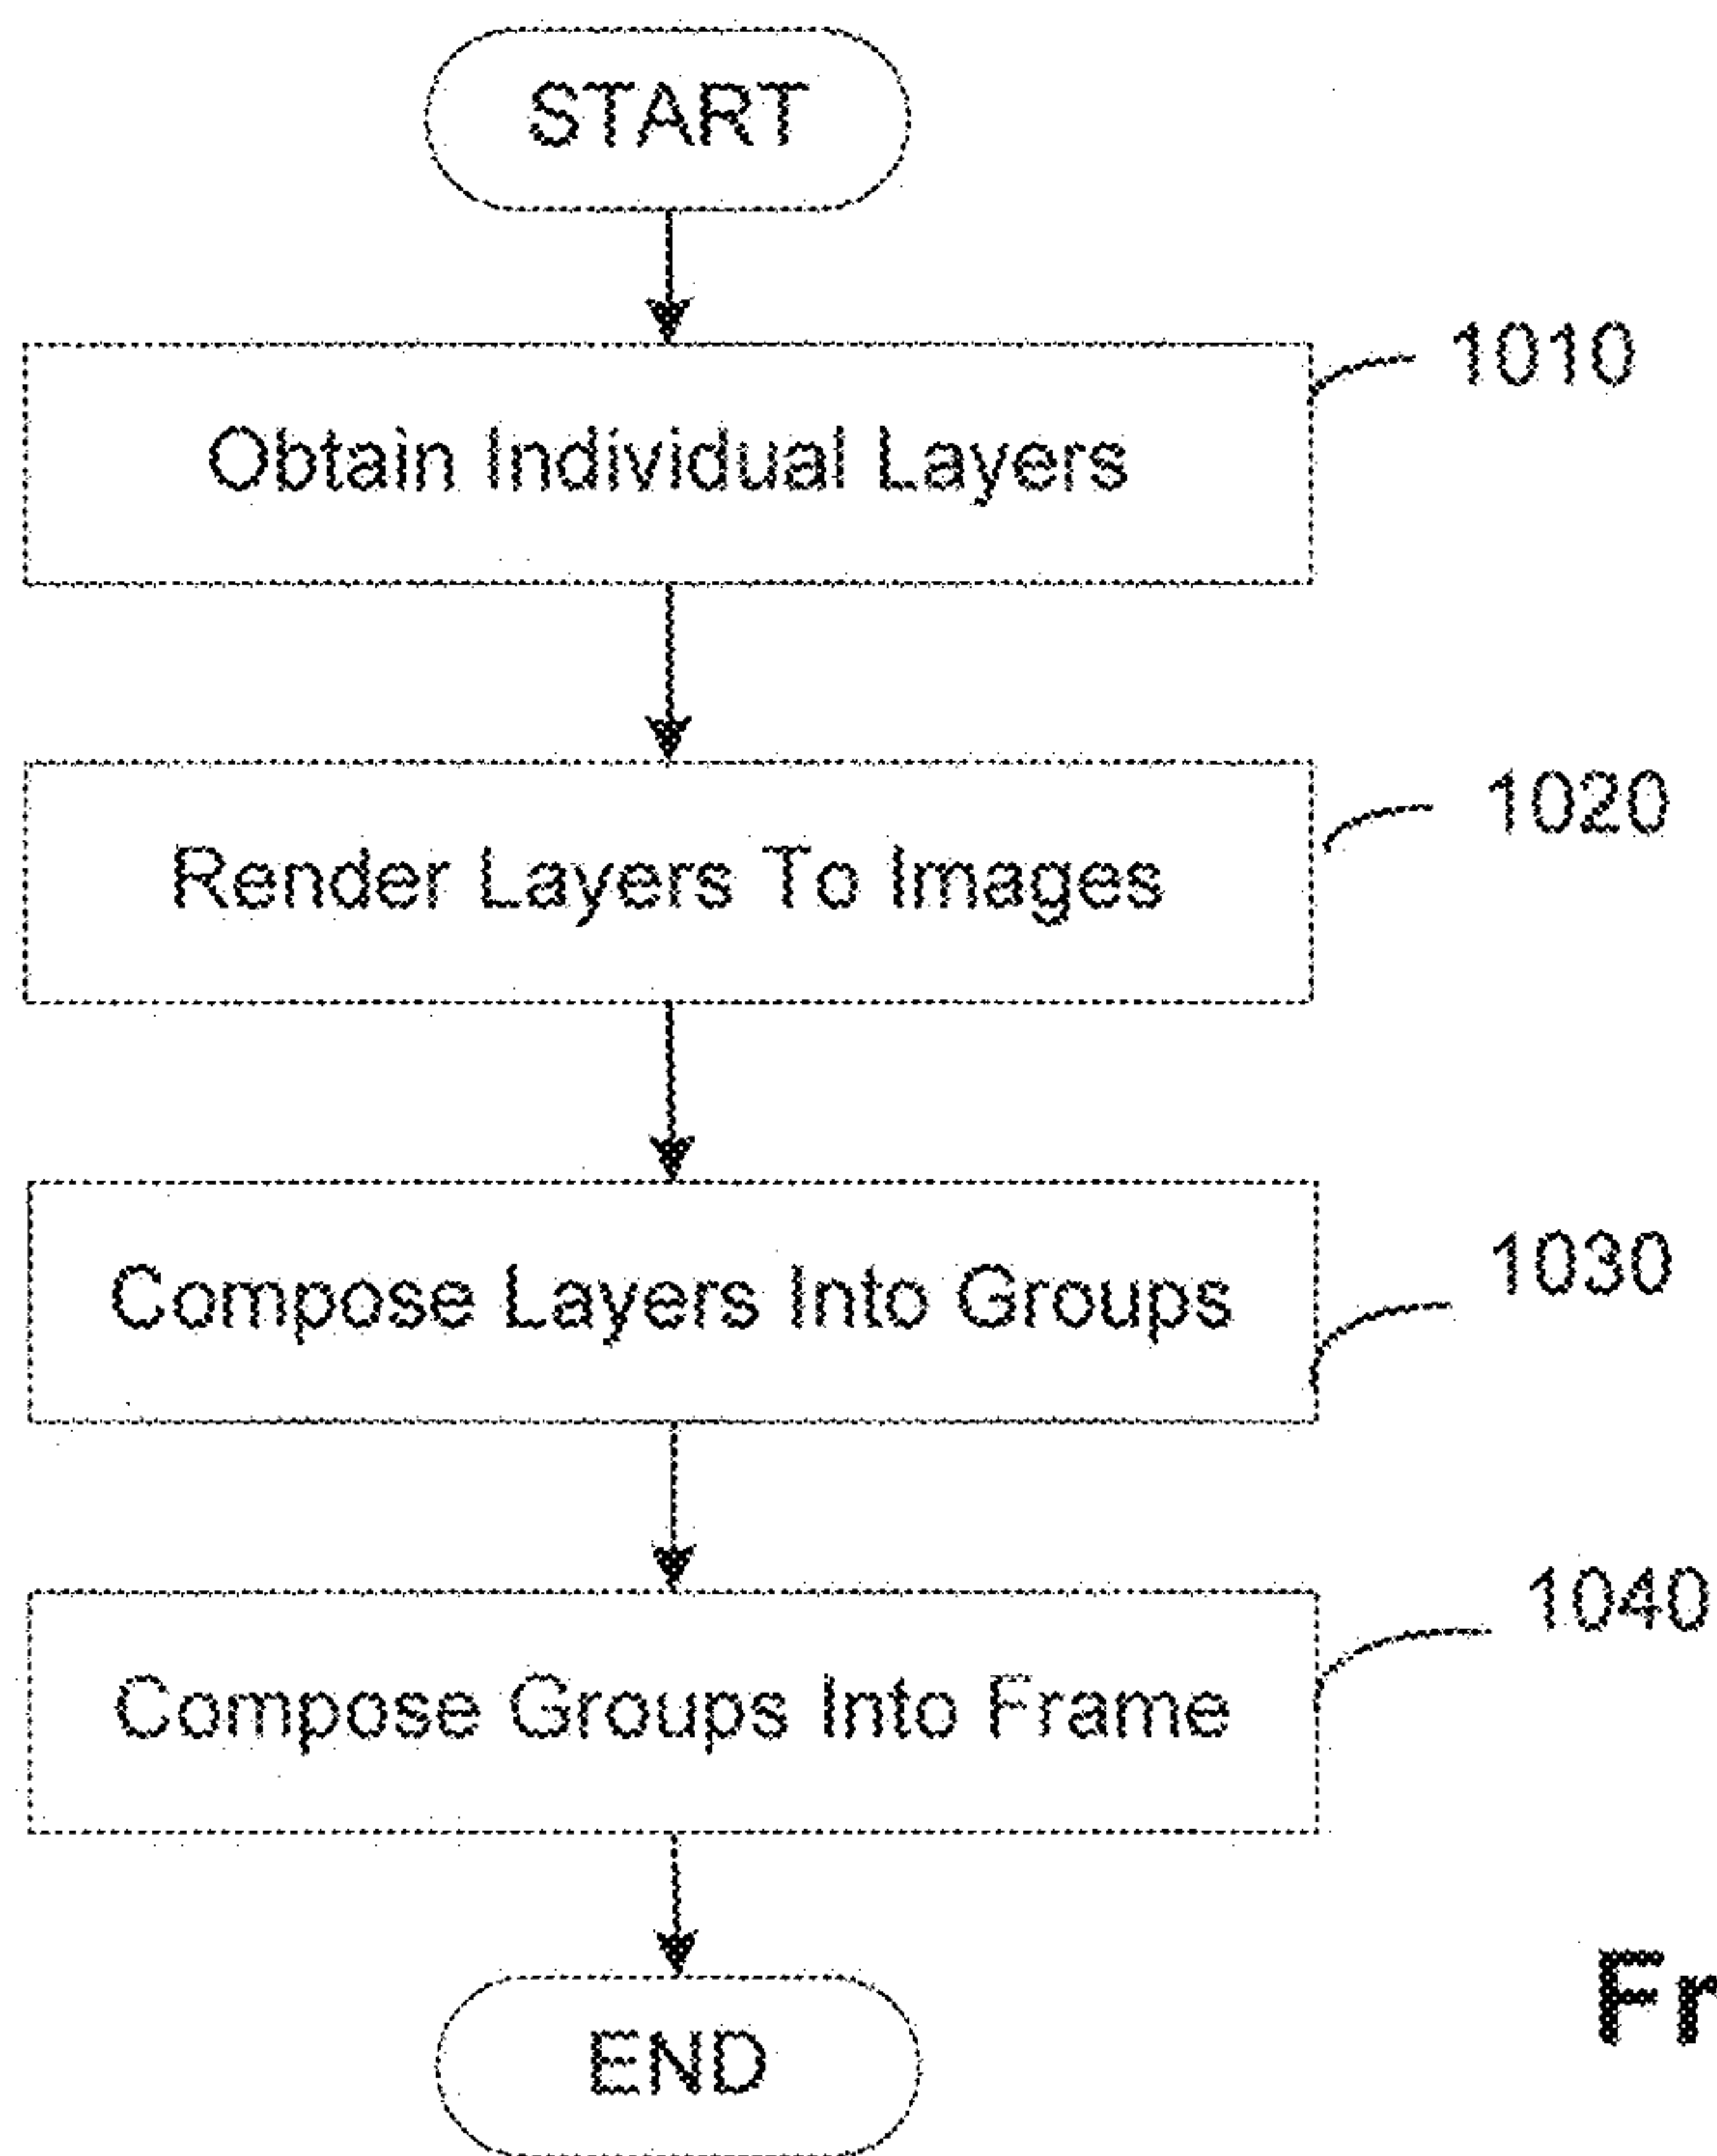 START
1010
Obtain Individual Layers
1020
Render Layers To Images
1030
Compose Layers Into Groups
1040
Compose Groups Into Frame
END